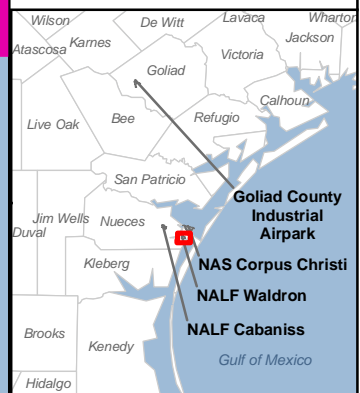 Wilson
De Witt
Lavaca
Wharton
Atascosa
Karnes
Jackson
Goliad
Victoria
Calhoun
Live Oak
Bee
Refugio
San Patricio
Goliad County
Industrial
Airpark
Jim Wells
Nueces
Duval
Kleberg
NAS Corpus Christi
NALF Waldron
NALF Cabaniss
Brooks
Kenedy
Gulf of Mexico
Hidalgo